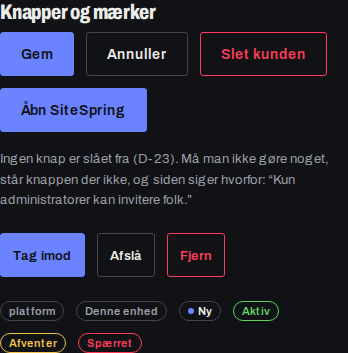 Knapper og mærker
Gem Annuller Slet kunden
Åbn SiteSpring
Ingen knap er slået fra (D-23). Må man ikke gøre noget,
står knappen der ikke, og siden siger hvorfor: “Kun
administratorer kan invitere folk.”
Tag imod Afslå Fjern
platform Denne enhed Ny Aktiv
Afventer Spærret